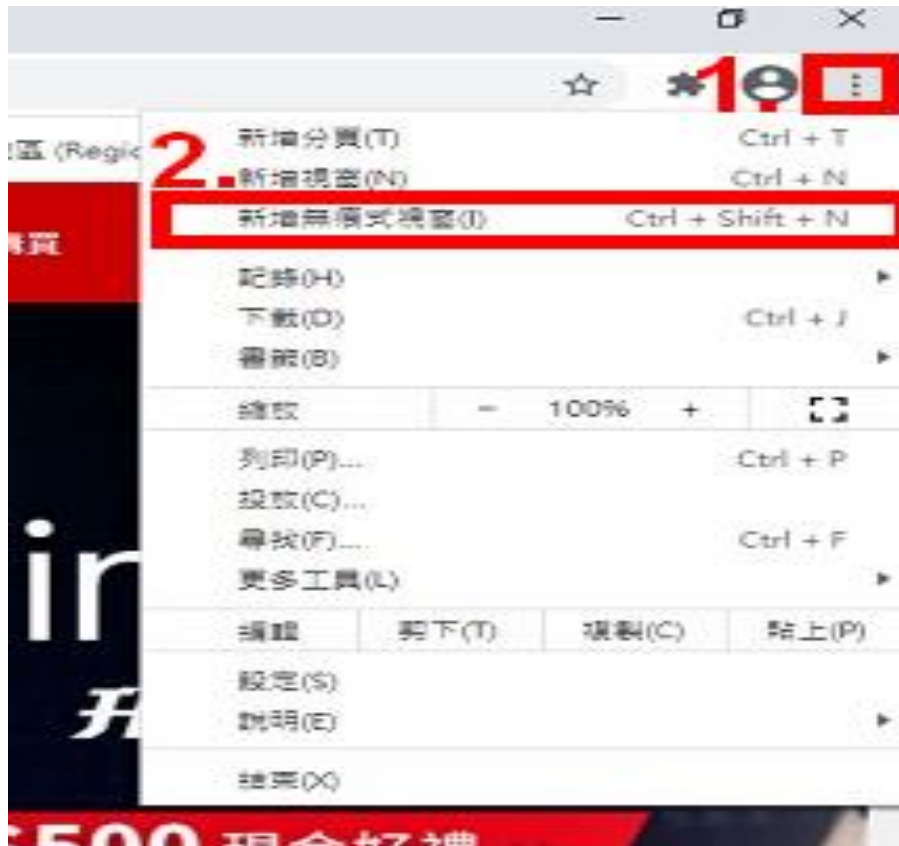 1.
區 (Regio
2.
新增分頁(T) Ctrl + T
新增視窗(N) Ctrl + N
新增無痕式視窗(I) Ctrl + Shift + N
購買
記錄(H)
下載(D) Ctrl + J
書籤(B)
縮放 - 100% +
列印(P)... Ctrl + P
投放(C)...
尋找(F)... Ctrl + F
更多工具(L)
in
編輯 剪下(T) 複製(C) 貼上(P)
設定(S)
說明(E)
升
結束(X)
$500 現金好禮